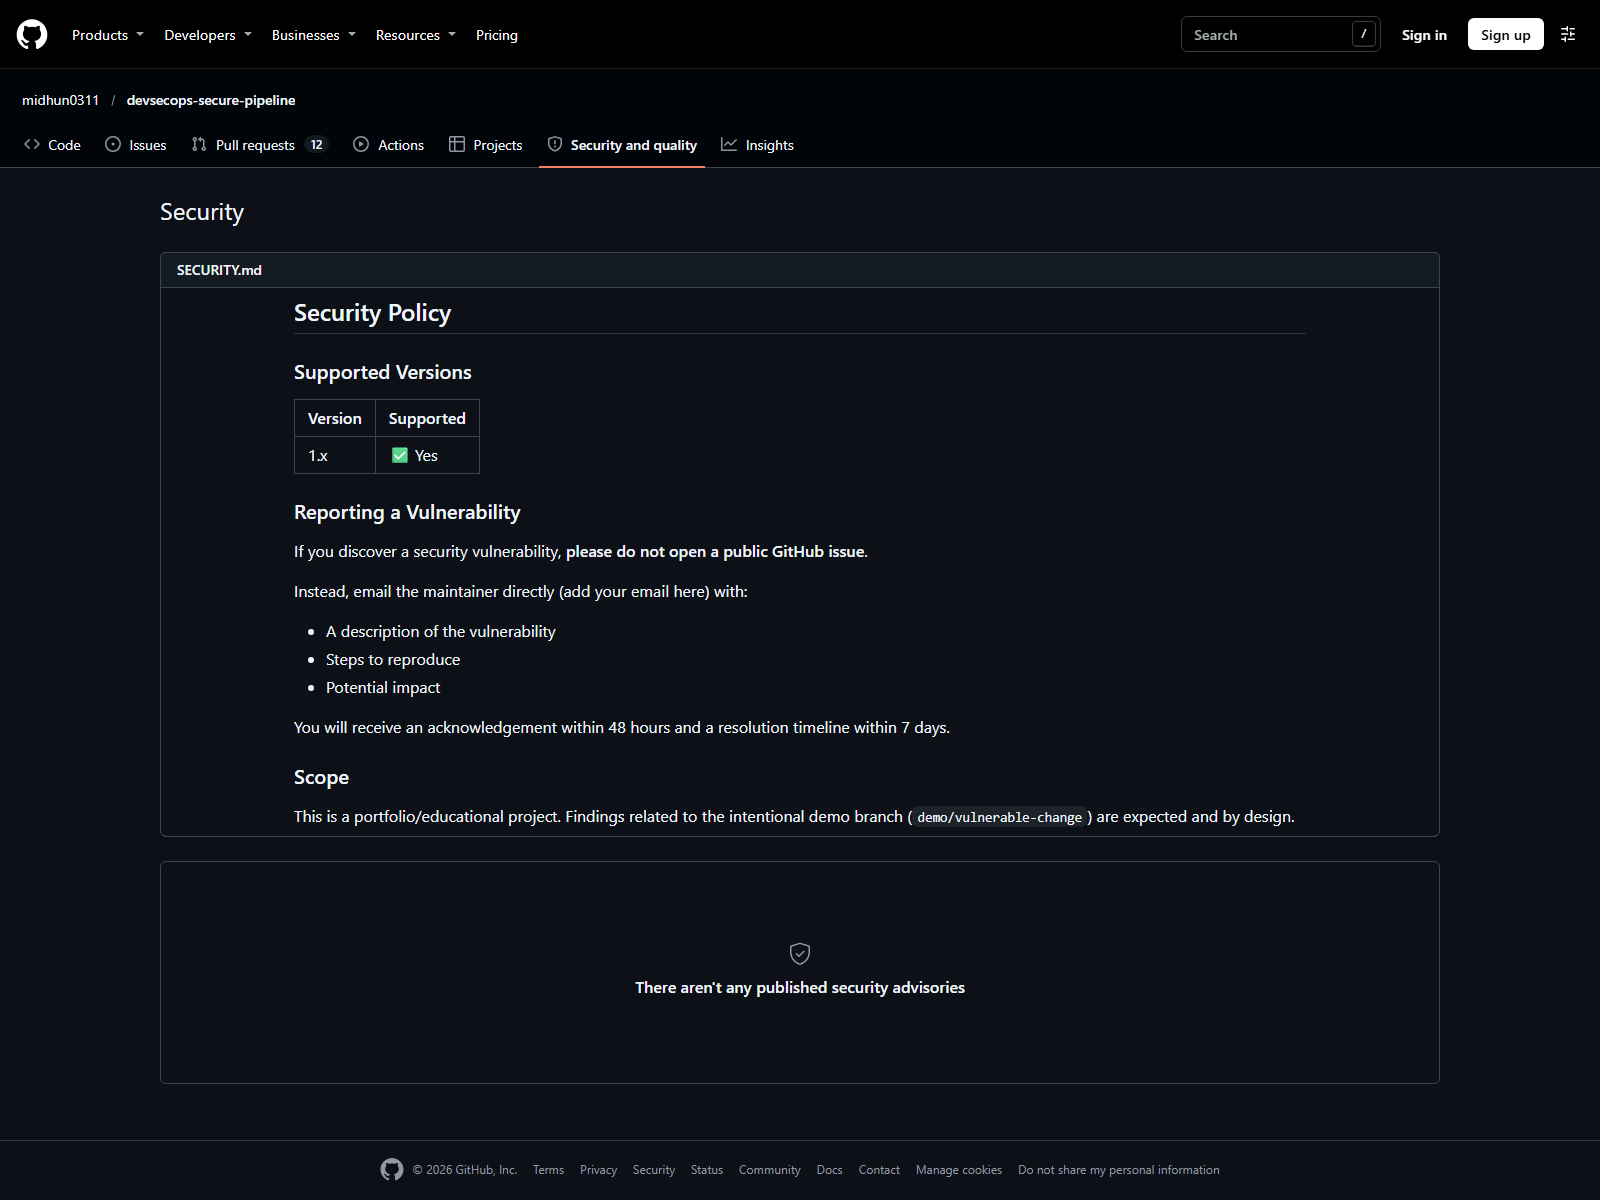 Products Developers Businesses Resources Pricing Search / Sign in Sign up
midhun0311 / devsecops-secure-pipeline
Code Issues Pull requests 12 Actions Projects Security and quality Insights
Security
SECURITY.md
Security Policy
Supported Versions
Version Supported
1.x ✅ Yes
Reporting a Vulnerability
If you discover a security vulnerability, please do not open a public GitHub issue.
Instead, email the maintainer directly (add your email here) with:
• A description of the vulnerability
• Steps to reproduce
• Potential impact
You will receive an acknowledgement within 48 hours and a resolution timeline within 7 days.
Scope
This is a portfolio/educational project. Findings related to the intentional demo branch ( demo/vulnerable-change ) are expected and by design.
There aren't any published security advisories
© 2026 GitHub, Inc. Terms Privacy Security Status Community Docs Contact Manage cookies Do not share my personal information